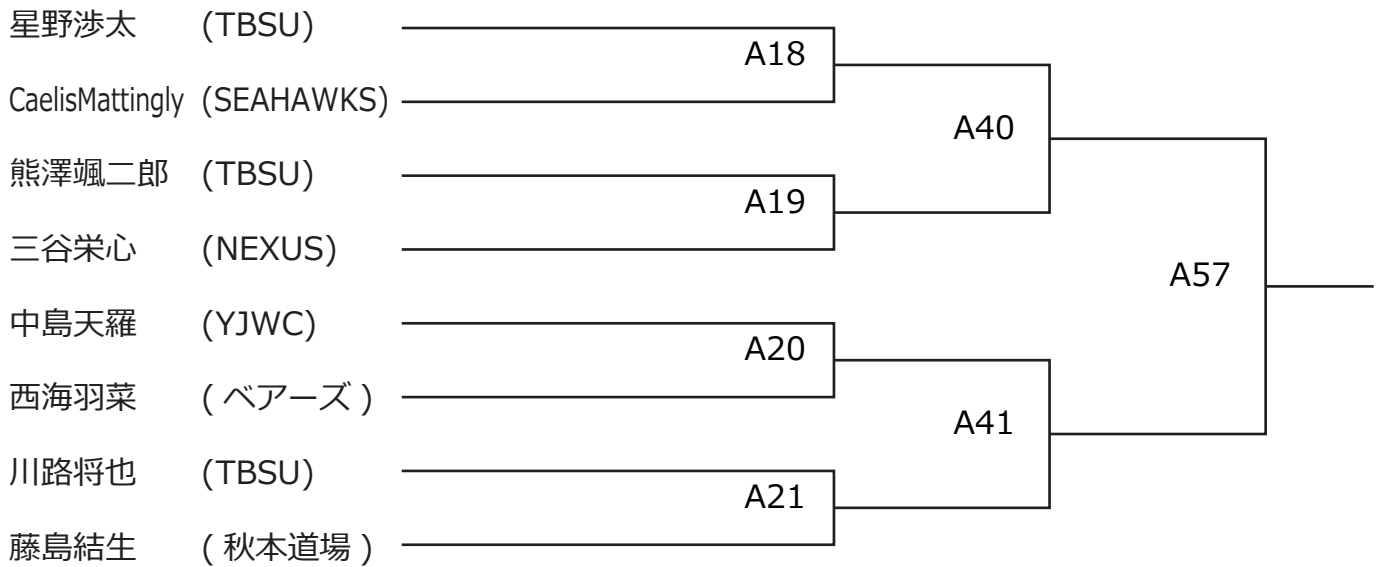 星野渉太 (TBSU)
A18
CaelisMattingly (SEAHAWKS)
A40
熊澤颯二郎 (TBSU)
A19
三谷栄心 (NEXUS)
A57
中島天羅 (YJWC)
A20
西海羽菜 ( ベアーズ )
A41
川路将也 (TBSU)
A21
藤島結生 ( 秋本道場 )